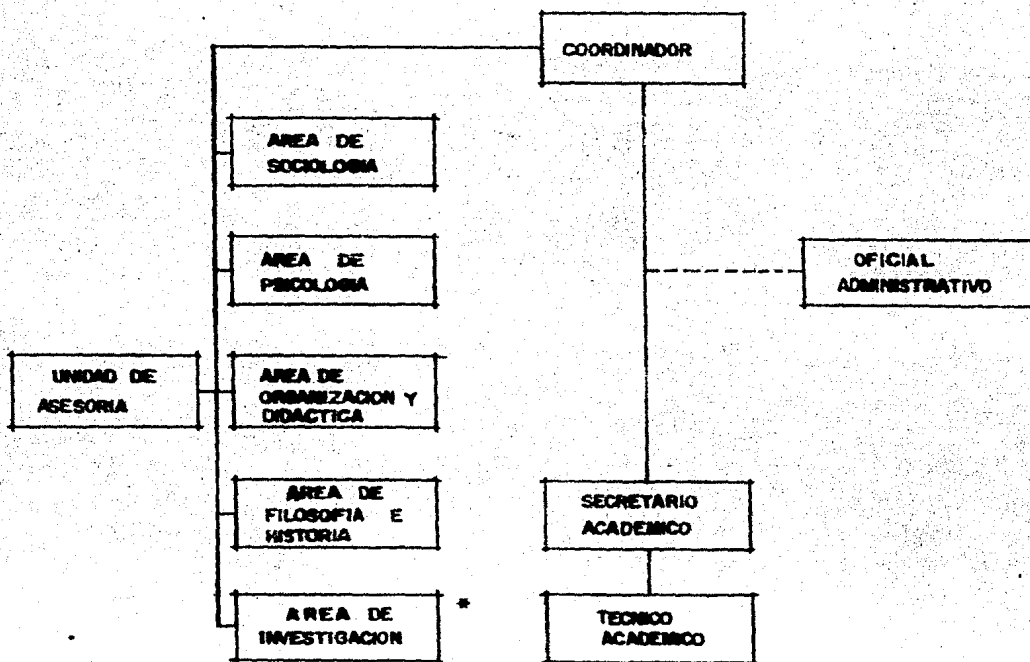 COORDINADOR
AREA DE
SOCIOLOGIA
AREA DE
PSICOLOGIA
OFICIAL
ADMINISTRATIVO
UNIDAD DE
ASESORIA
AREA DE
ORGANIZACION Y
DIDACTICA
AREA DE
FILOSOFIA E
HISTORIA
SECRETARIO
ACADEMICO
AREA DE
INVESTIGACION
*
TECNICO
ACADEMICO